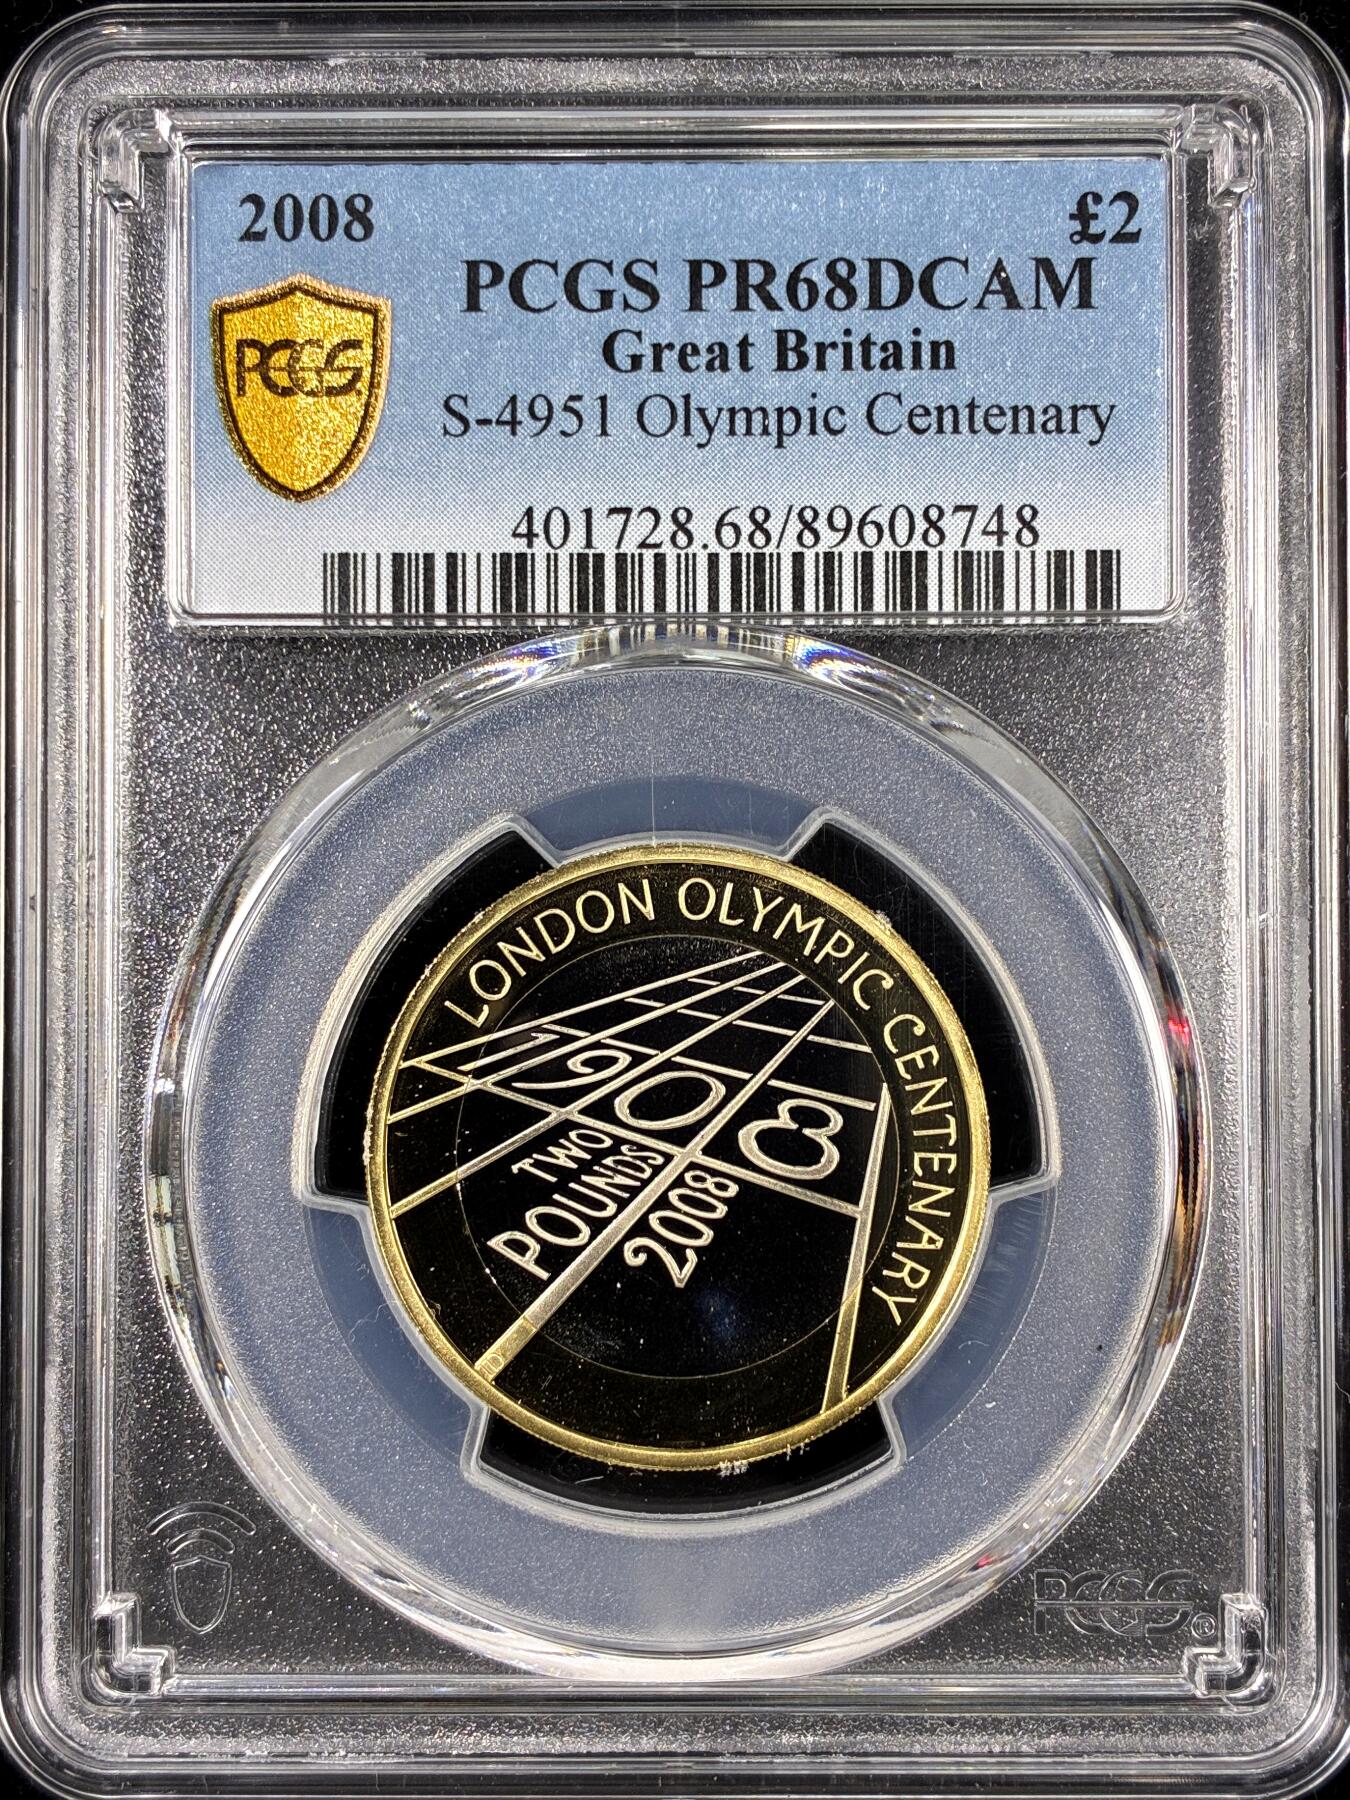 2008 £2
PCGS PR68DCAM
Great Britain
S-4951 Olympic Centenary
PCGS
401728.68/89608748
LONDON OLYMPIC CENTENARY
1908
TWO
POUNDS
2008
TD
PCGS®